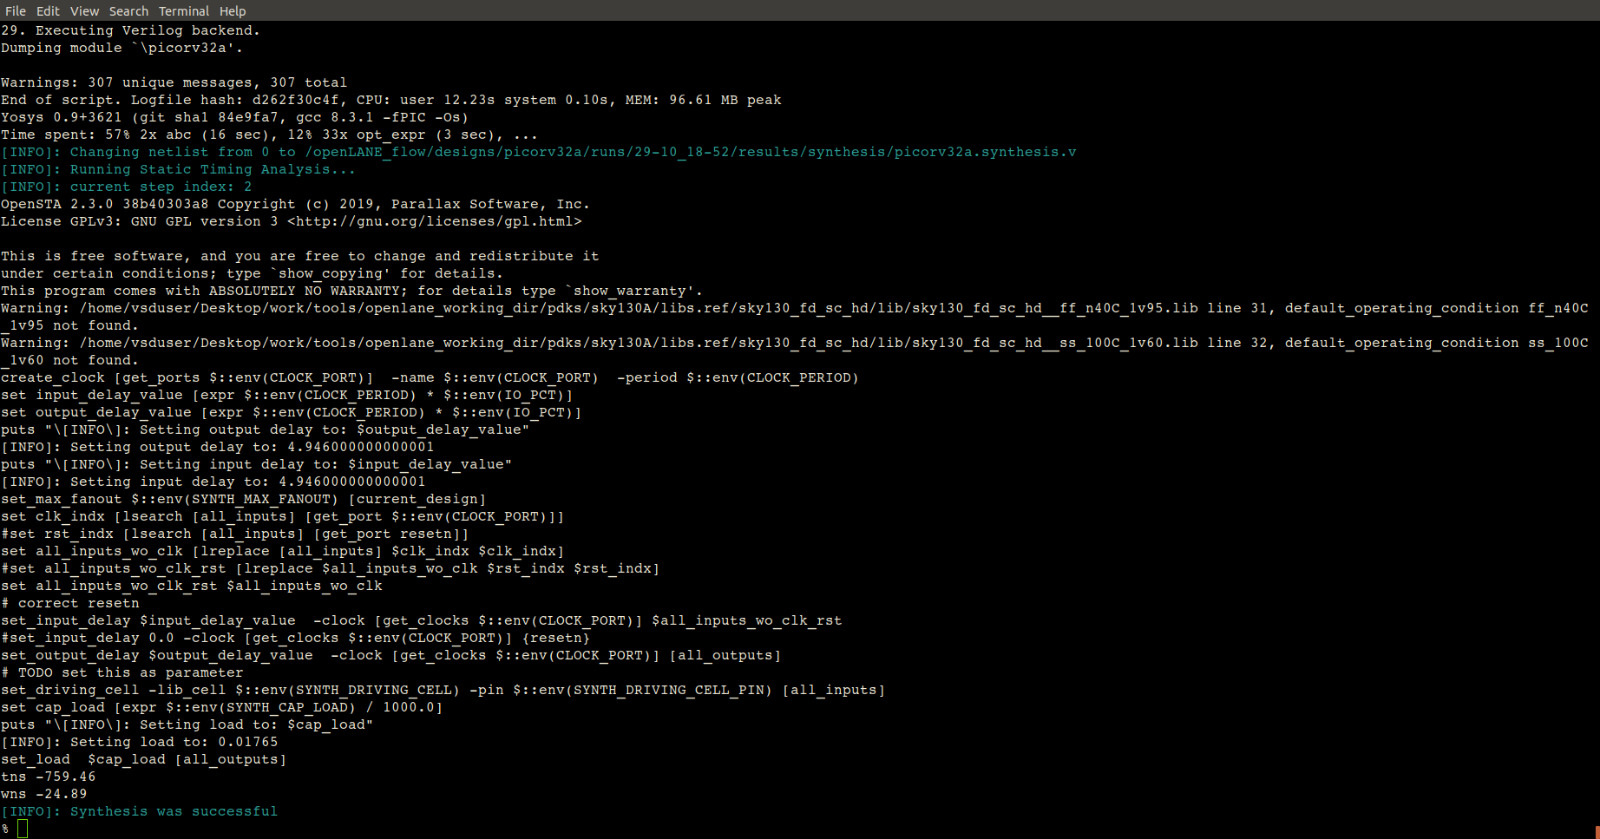 File Edit View Search Terminal Help
29. Executing Verilog backend.
Dumping module `\picorv32a'.
Warnings: 307 unique messages, 307 total
End of script. Logfile hash: d262f30c4f, CPU: user 12.23s system 0.10s, MEM: 96.61 MB peak
Yosys 0.9+3621 (git sha1 84e9fa7, gcc 8.3.1 -fPIC -Os)
Time spent: 57% 2x abc (16 sec), 12% 33x opt_expr (3 sec), ...
[INFO]: Changing netlist from 0 to /openLANE_flow/designs/picorv32a/runs/29-10_18-52/results/synthesis/picorv32a.synthesis.v
[INFO]: Running Static Timing Analysis...
[INFO]: current step index: 2
OpenSTA 2.3.0 38b40303a8 Copyright (c) 2019, Parallax Software, Inc.
License GPLv3: GNU GPL version 3 <http://gnu.org/licenses/gpl.html>
This is free software, and you are free to change and redistribute it
under certain conditions; type `show_copying' for details.
This program comes with ABSOLUTELY NO WARRANTY; for details type `show_warranty'.
Warning: /home/vsduser/Desktop/work/tools/openlane_working_dir/pdks/sky130A/libs.ref/sky130_fd_sc_hd/lib/sky130_fd_sc_hd__ff_n40C_1v95.lib line 31, default_operating_condition ff_n40C
_1v95 not found.
Warning: /home/vsduser/Desktop/work/tools/openlane_working_dir/pdks/sky130A/libs.ref/sky130_fd_sc_hd/lib/sky130_fd_sc_hd__ss_100C_1v60.lib line 32, default_operating_condition ss_100C
_1v60 not found.
create_clock [get_ports $::env(CLOCK_PORT)]  -name $::env(CLOCK_PORT)  -period $::env(CLOCK_PERIOD)
set input_delay_value [expr $::env(CLOCK_PERIOD) * $::env(IO_PCT)]
set output_delay_value [expr $::env(CLOCK_PERIOD) * $::env(IO_PCT)]
puts "\[INFO\]: Setting output delay to: $output_delay_value"
[INFO]: Setting output delay to: 4.946000000000001
puts "\[INFO\]: Setting input delay to: $input_delay_value"
[INFO]: Setting input delay to: 4.946000000000001
set_max_fanout $::env(SYNTH_MAX_FANOUT) [current_design]
set clk_indx [lsearch [all_inputs] [get_port $::env(CLOCK_PORT)]]
#set rst_indx [lsearch [all_inputs] [get_port resetn]]
set all_inputs_wo_clk [lreplace [all_inputs] $clk_indx $clk_indx]
#set all_inputs_wo_clk_rst [lreplace $all_inputs_wo_clk $rst_indx $rst_indx]
set all_inputs_wo_clk_rst $all_inputs_wo_clk
# correct resetn
set_input_delay $input_delay_value  -clock [get_clocks $::env(CLOCK_PORT)] $all_inputs_wo_clk_rst
#set_input_delay 0.0 -clock [get_clocks $::env(CLOCK_PORT)] {resetn}
set_output_delay $output_delay_value  -clock [get_clocks $::env(CLOCK_PORT)] [all_outputs]
# TODO set this as parameter
set_driving_cell -lib_cell $::env(SYNTH_DRIVING_CELL) -pin $::env(SYNTH_DRIVING_CELL_PIN) [all_inputs]
set cap_load [expr $::env(SYNTH_CAP_LOAD) / 1000.0]
puts "\[INFO\]: Setting load to: $cap_load"
[INFO]: Setting load to: 0.01765
set_load  $cap_load [all_outputs]
tns -759.46
wns -24.89
[INFO]: Synthesis was successful
%